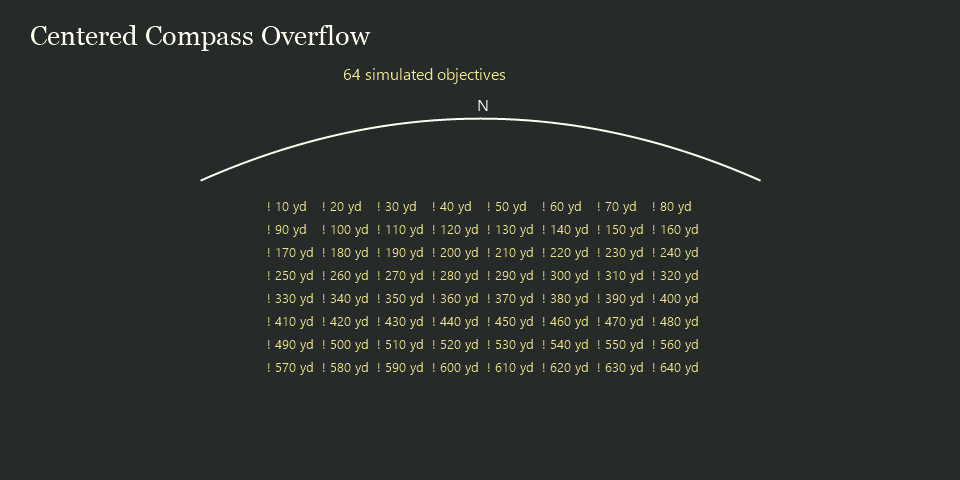 Centered Compass Overflow
64 simulated objectives
N
! 10 yd ! 20 yd ! 30 yd ! 40 yd ! 50 yd ! 60 yd ! 70 yd ! 80 yd
! 90 yd ! 100 yd ! 110 yd ! 120 yd ! 130 yd ! 140 yd ! 150 yd ! 160 yd
! 170 yd ! 180 yd ! 190 yd ! 200 yd ! 210 yd ! 220 yd ! 230 yd ! 240 yd
! 250 yd ! 260 yd ! 270 yd ! 280 yd ! 290 yd ! 300 yd ! 310 yd ! 320 yd
! 330 yd ! 340 yd ! 350 yd ! 360 yd ! 370 yd ! 380 yd ! 390 yd ! 400 yd
! 410 yd ! 420 yd ! 430 yd ! 440 yd ! 450 yd ! 460 yd ! 470 yd ! 480 yd
! 490 yd ! 500 yd ! 510 yd ! 520 yd ! 530 yd ! 540 yd ! 550 yd ! 560 yd
! 570 yd ! 580 yd ! 590 yd ! 600 yd ! 610 yd ! 620 yd ! 630 yd ! 640 yd